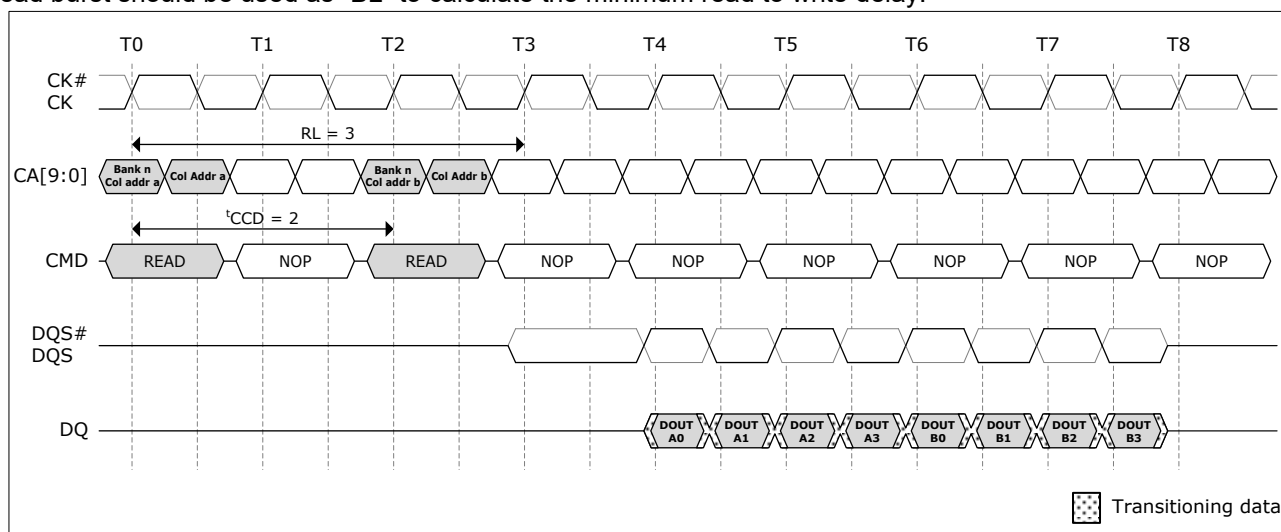 read burst should be used as "BL" to calculate the minimum read to write delay.
T0 T1 T2 T3 T4 T5 T6 T7 T8
CK#
CK
RL = 3
CA[9:0]
Bank n
Col addr a
Col Addr a
Bank n
Col addr b
Col Addr b
tCCD = 2
CMD READ NOP READ NOP NOP NOP NOP NOP NOP
DQS#
DQS
DQ
DOUT
A0
DOUT
A1
DOUT
A2
DOUT
A3
DOUT
B0
DOUT
B1
DOUT
B2
DOUT
B3
Transitioning data